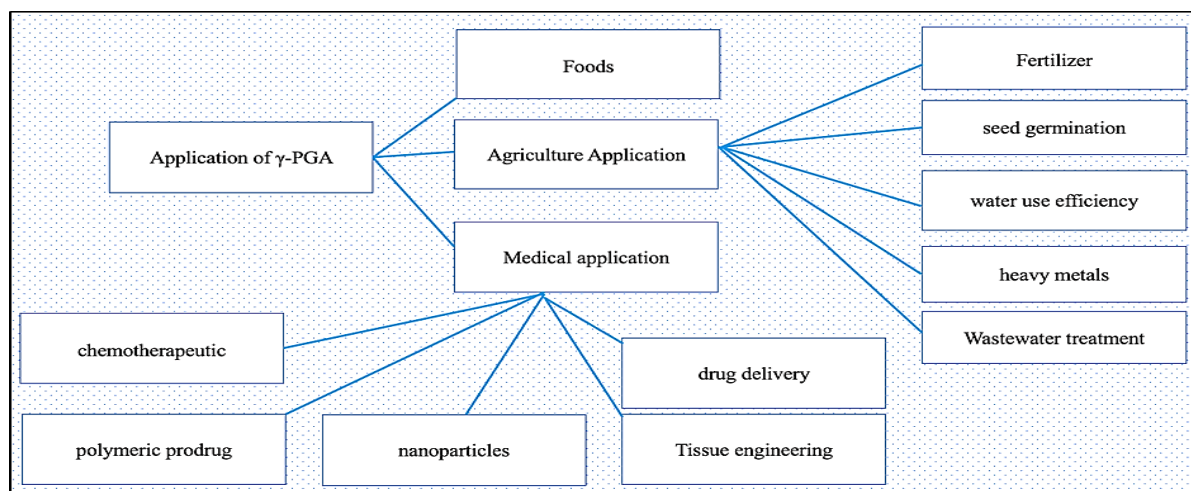 Foods
Fertilizer
Application of γ-PGA
Agriculture Application
seed germination
water use efficiency
Medical application
heavy metals
Wastewater treatment
chemotherapeutic
drug delivery
polymeric prodrug
nanoparticles
Tissue engineering